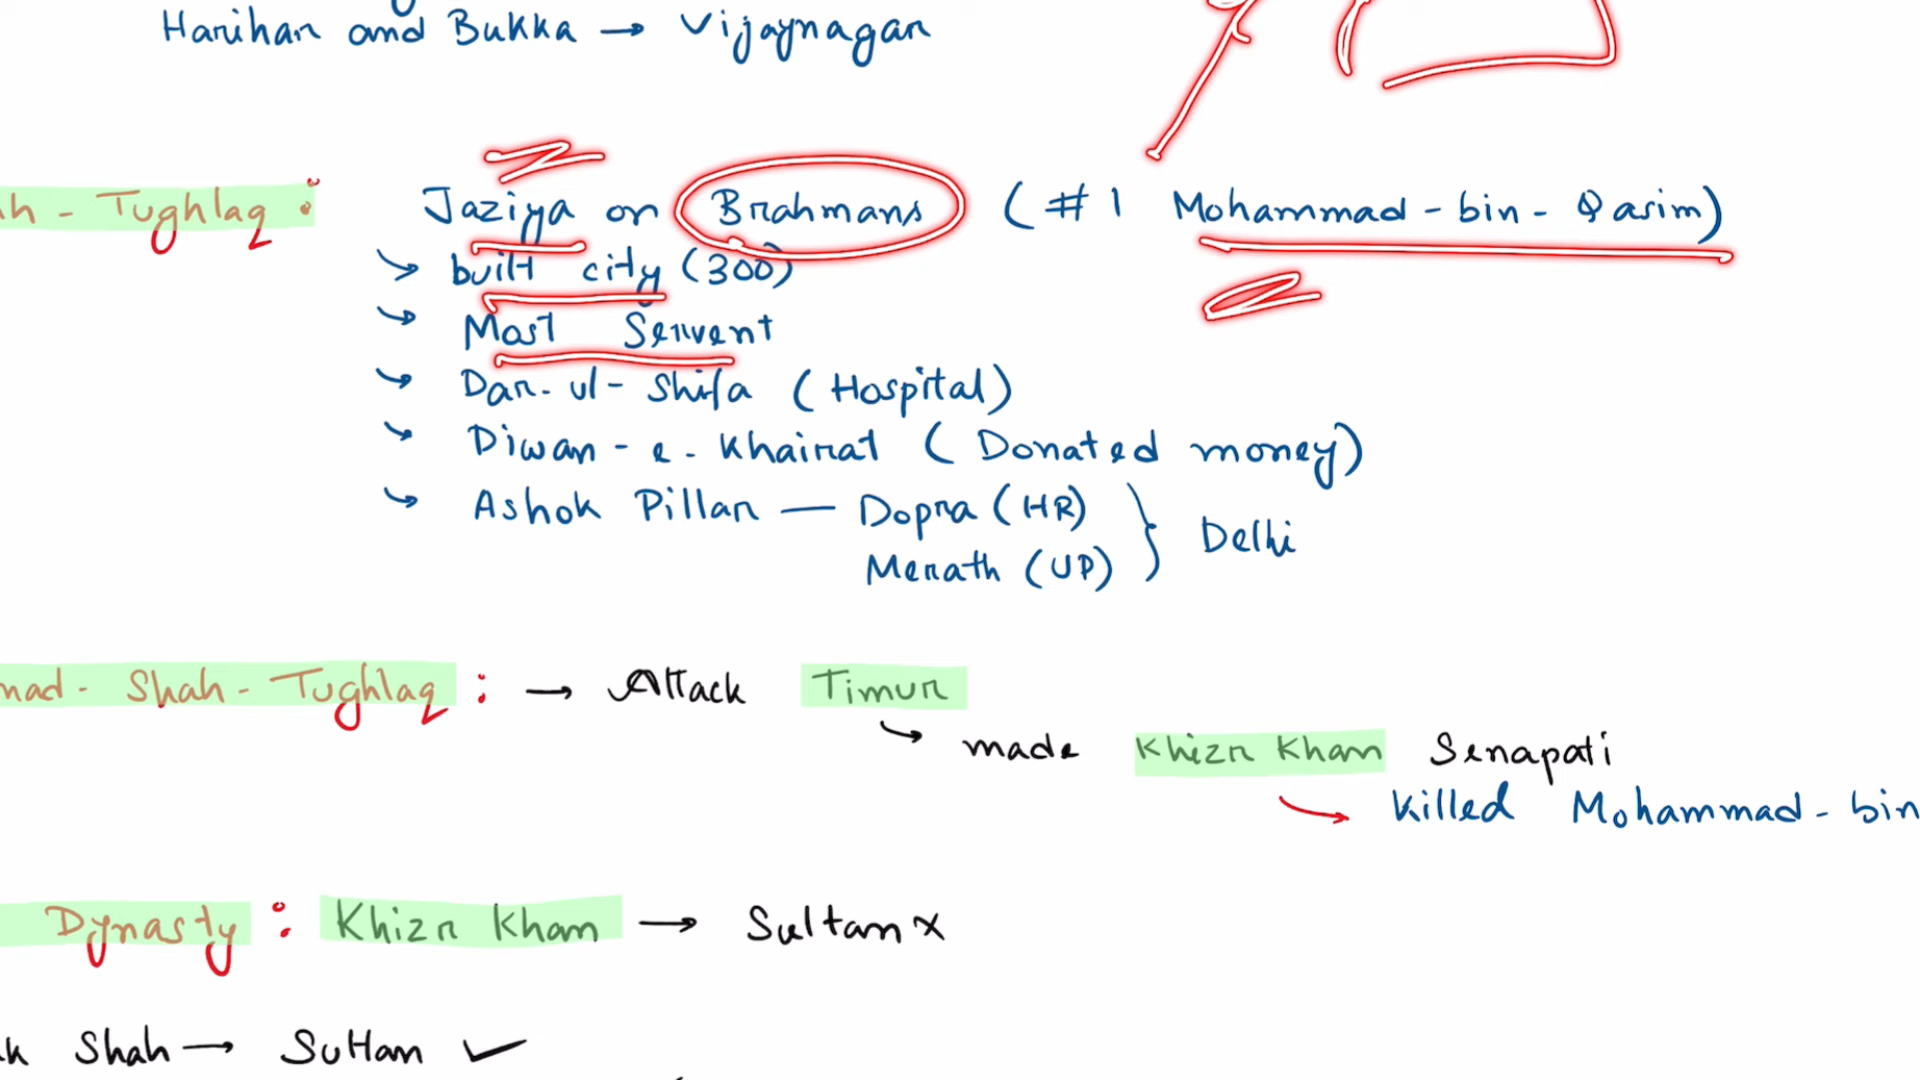 Harihar and Bukka → Vijaynagar
h - Tughlaq : Jaziya on Brahmans (#1 Mohammad - bin - Qasim)
built city (300)
Most Servent
Dar-ul-Shifa (Hospital)
Diwan-e-Khairat (Donated money)
Ashok Pillar — Dopra (HR)
Merath (UP) } Delhi
mad - Shah - Tughlaq : → Attack Timur
made Khizr Khan Senapati
killed Mohammad - bin
Dynasty : Khizr Khan → Sultan x
k Shah → Sultan ✓